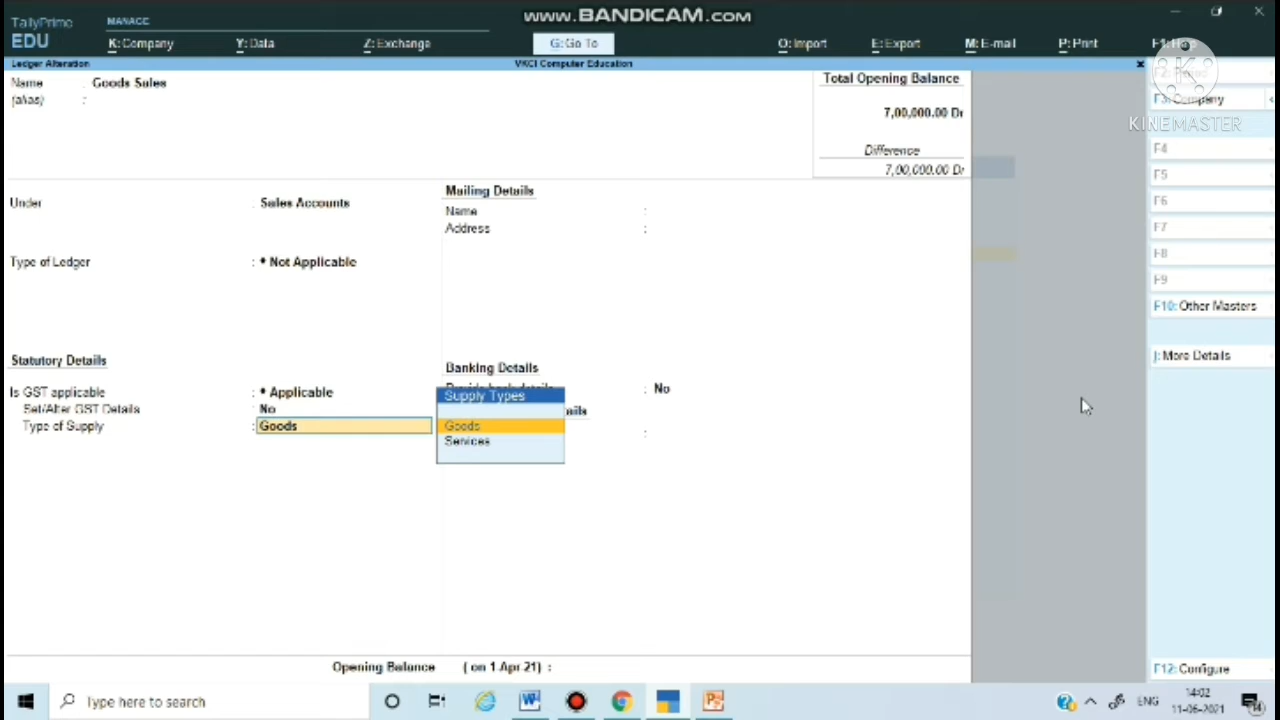 www.BANDICAM.com
TallyPrime
MANAGE
EDU
K:Company
Y:Data
Z:Exchange
G:Go To
O:Import
E:Export
M:E-mail
P:Print
F1:Help
Ledger Alteration
VKCI Computer Education
Name : Goods Sales
(alias) :
Total Opening Balance
7,00,000.00 Dr
Difference
7,00,000.00 Dr
F3:Company
KINEMASTER
F4
F5
F6
F7
F8
F9
F10:Other Masters
J:More Details
F12:Configure
Under : Sales Accounts
Mailing Details
Name :
Address :
Type of Ledger : • Not Applicable
Statutory Details
Banking Details
Is GST applicable : • Applicable
: No
Set/Alter GST Details : No
Type of Supply : Goods
Supply Types
Goods
Services
Opening Balance ( on 1 Apr 21) :
Type here to search
ENG
14:02
11-06-2021